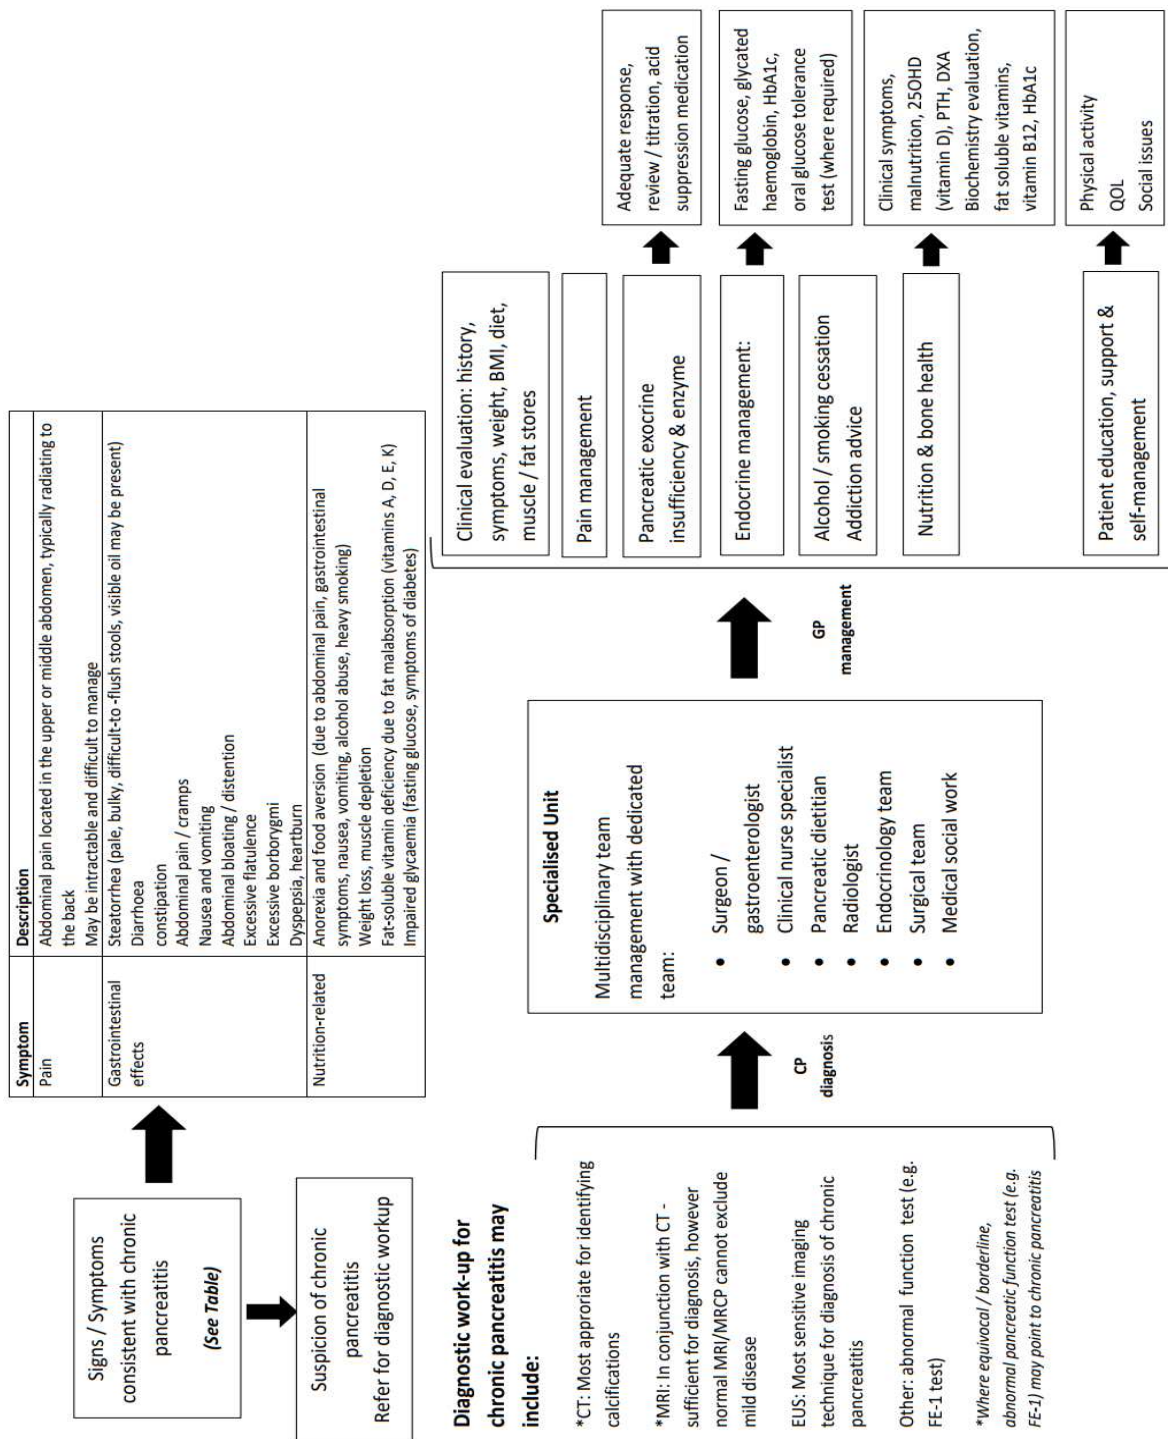 Signs / Symptoms
consistent with chronic
pancreatitis
(See Table)
Suspicion of chronic
pancreatitis
Refer for diagnostic workup
Symptom Description
Pain Abdominal pain located in the upper or middle abdomen, typically radiating to
the back
May be intractable and difficult to manage
Gastrointestinal Steatorrhea (pale, bulky, difficult-to -flush stools, visible oil may be present)
effects Diarrhoea
constipation
Abdominal pain / cramps
Nausea and vomiting
Abdominal bloating / distention
Excessive flatulence
Excessive borborygmi
Dyspepsia, heartburn
Nutrition-related Anorexia and food aversion (due to abdominal pain, gastrointestinal
symptoms, nausea, vomiting, alcohol abuse, heavy smoking)
Weight loss, muscle depletion
Fat-soluble vitamin deficiency due to fat malabsorption (vitamins A, D, E, K)
Impaired glycaemia (fasting glucose, symptoms of diabetes)
Diagnostic work-up for
chronic pancreatitis may
include:
*CT: Most appropriate for identifying
calcifications
*MRI: In conjunction with CT -
sufficient for diagnosis, however
normal MRI/MRCP cannot exclude
mild disease
EUS: Most sensitive imaging
technique for diagnosis of chronic
pancreatitis
Other: abnormal function test (e.g.
FE-1 test)
*Where equivocal / borderline,
abnormal pancreatic function test (e.g.
FE-1) may point to chronic pancreatitis
CP
diagnosis
Specialised Unit
Multidisciplinary team
management with dedicated
team:
• Surgeon /
gastroenterologist
• Clinical nurse specialist
• Pancreatic dietitian
• Radiologist
• Endocrinology team
• Surgical team
• Medical social work
GP
management
Clinical evaluation: history,
symptoms, weight, BMI, diet,
muscle / fat stores
Pain management
Pancreatic exocrine
insufficiency & enzyme
Adequate response,
review / titration, acid
suppression medication
Endocrine management:
Fasting glucose, glycated
haemoglobin, HbA1c,
oral glucose tolerance
test (where required)
Alcohol / smoking cessation
Addiction advice
Nutrition & bone health
Clinical symptoms,
malnutrition, 25OHD
(vitamin D), PTH, DXA
Biochemistry evaluation,
fat soluble vitamins,
vitamin B12, HbA1c
Patient education, support &
self-management
Physical activity
QOL
Social issues